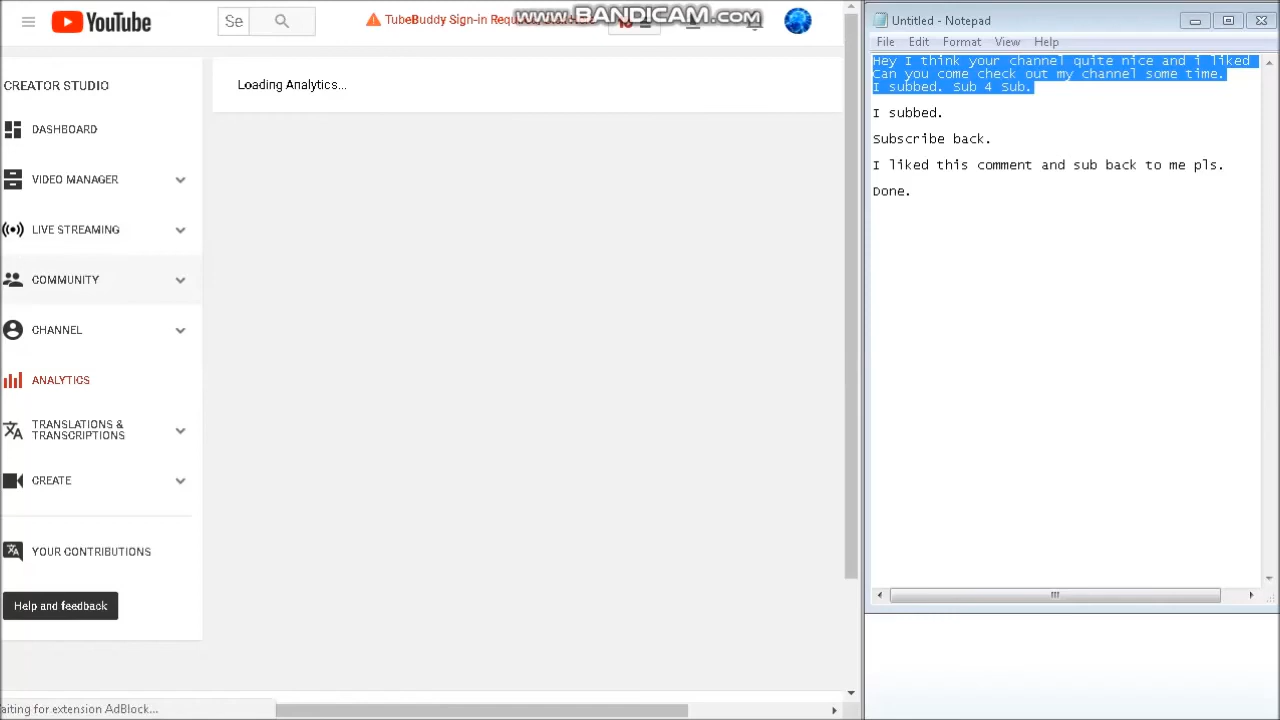 YouTube
Se
TubeBuddy Sign-in Requ
www.BANDICAM.com
CREATOR STUDIO
DASHBOARD
VIDEO MANAGER
LIVE STREAMING
COMMUNITY
CHANNEL
ANALYTICS
TRANSLATIONS &
TRANSCRIPTIONS
CREATE
YOUR CONTRIBUTIONS
Help and feedback
aiting for extension AdBlock...
Loading Analytics...
Untitled - Notepad
File Edit Format View Help
Hey I think your channel quite nice and i liked
Can you come check out my channel some time.
I subbed. Sub 4 Sub.
I subbed.
Subscribe back.
I liked this comment and sub back to me pls.
Done.